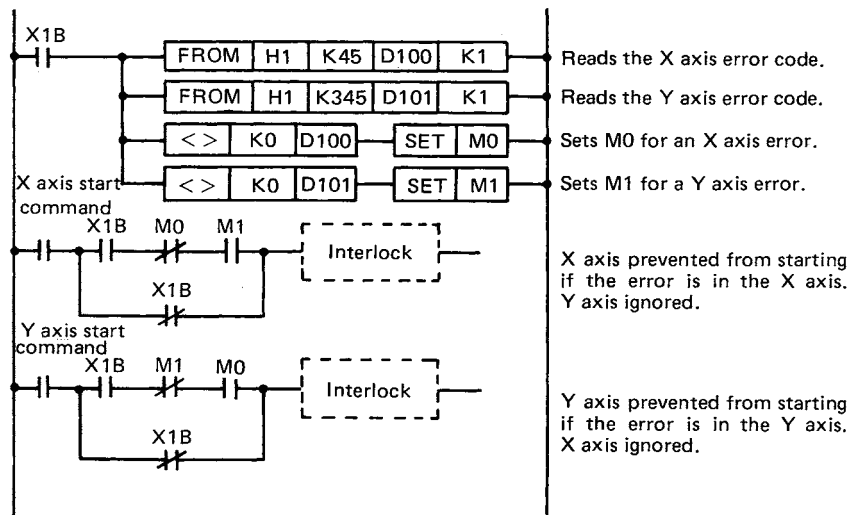 X1B
FROM H1 K45 D100 K1 Reads the X axis error code.
FROM H1 K345 D101 K1 Reads the Y axis error code.
<> K0 D100 SET M0 Sets M0 for an X axis error.
<> K0 D101 SET M1 Sets M1 for a Y axis error.
X axis start
command
X1B M0 M1
Interlock
X1B
X axis prevented from starting
if the error is in the X axis.
Y axis ignored.
Y axis start
command
X1B M1 M0
Interlock
X1B
Y axis prevented from starting
if the error is in the Y axis.
X axis ignored.